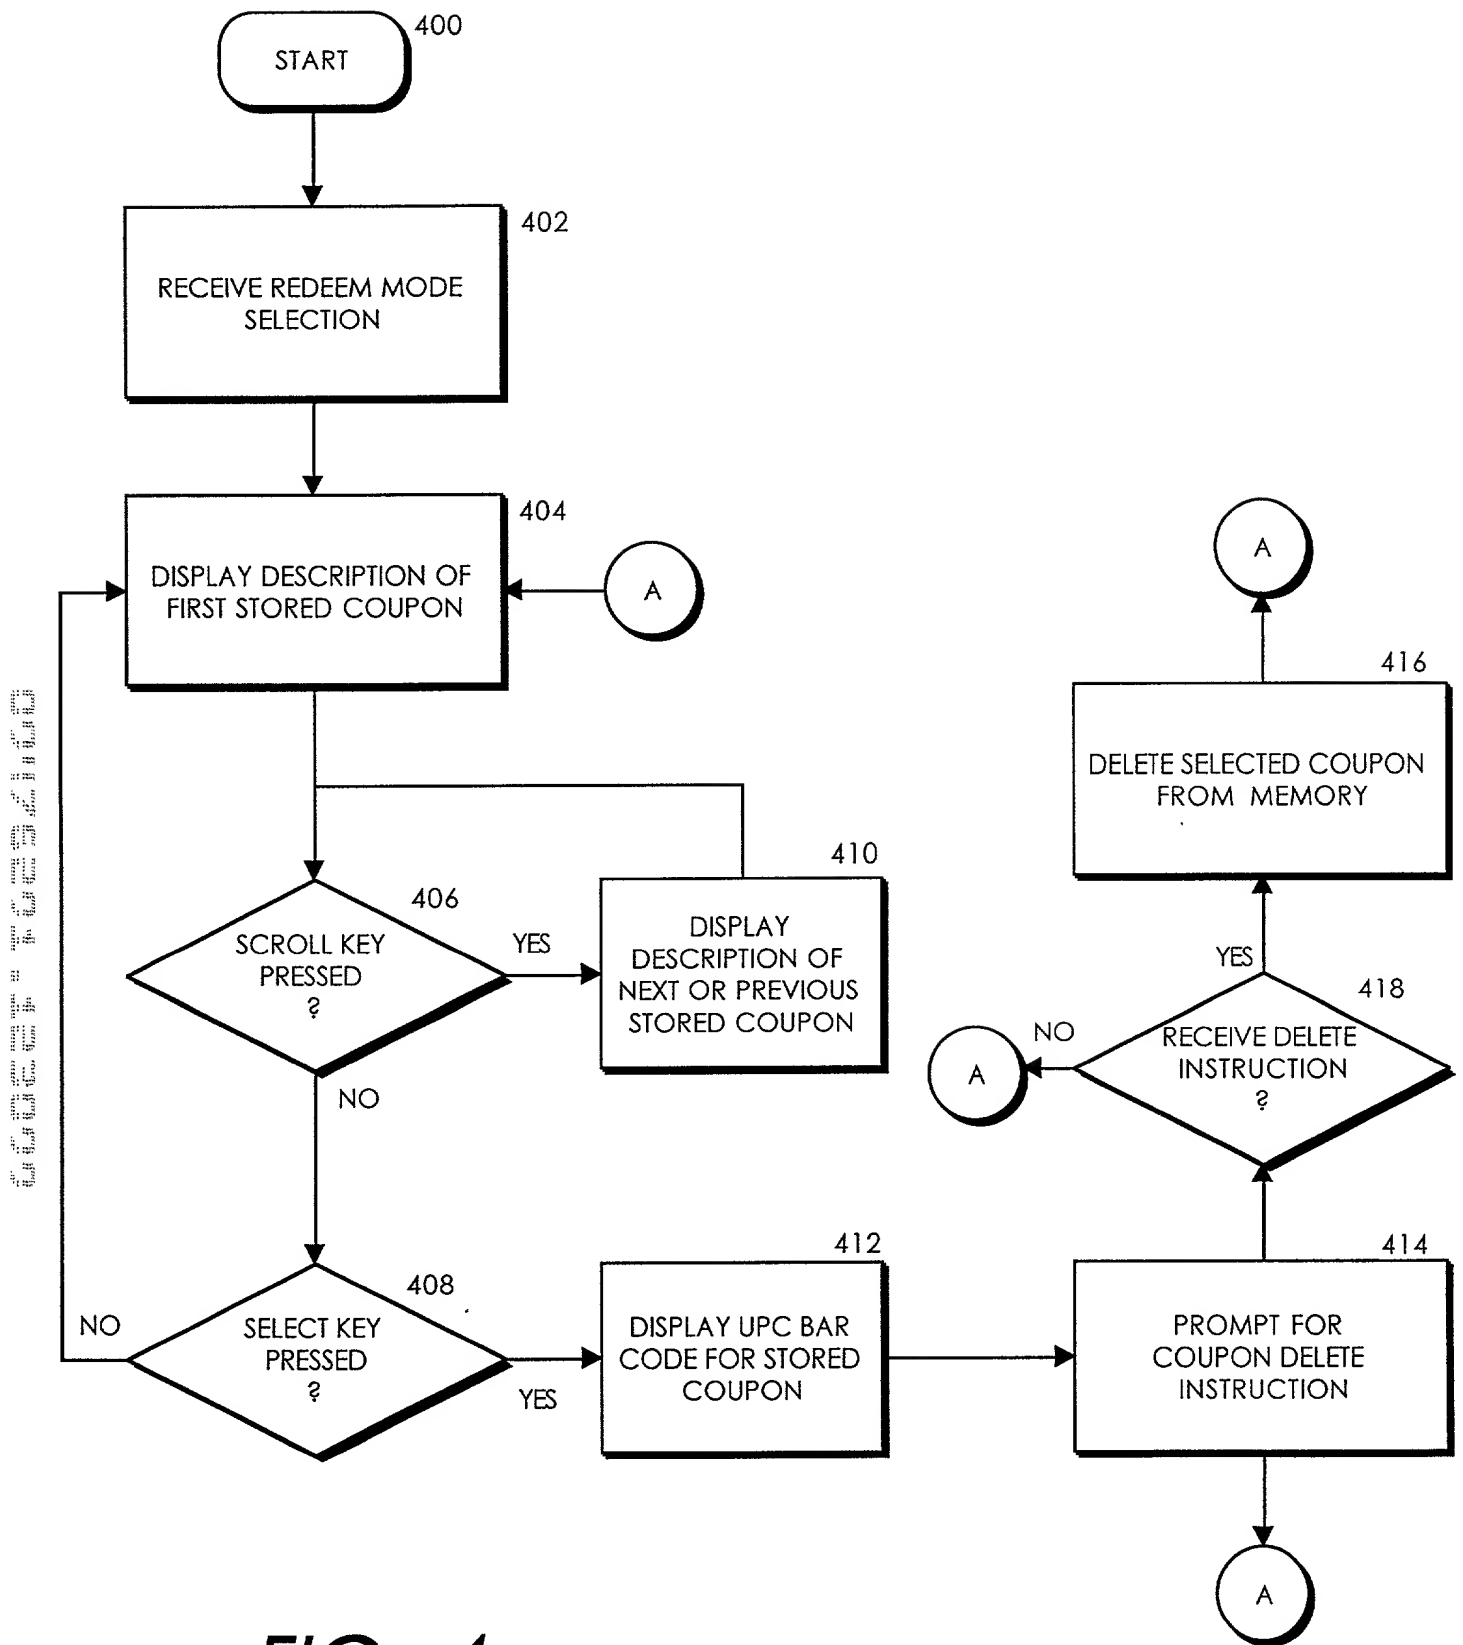 START
400
RECEIVE REDEEM MODE
SELECTION
402
DISPLAY DESCRIPTION OF
FIRST STORED COUPON
404
A
SCROLL KEY
PRESSED
?
406
YES
NO
DISPLAY
DESCRIPTION OF
NEXT OR PREVIOUS
STORED COUPON
410
SELECT KEY
PRESSED
?
408
NO
YES
DISPLAY UPC BAR
CODE FOR STORED
COUPON
412
PROMPT FOR
COUPON DELETE
INSTRUCTION
414
A
RECEIVE DELETE
INSTRUCTION
?
418
NO
A
YES
DELETE SELECTED COUPON
FROM MEMORY
416
A